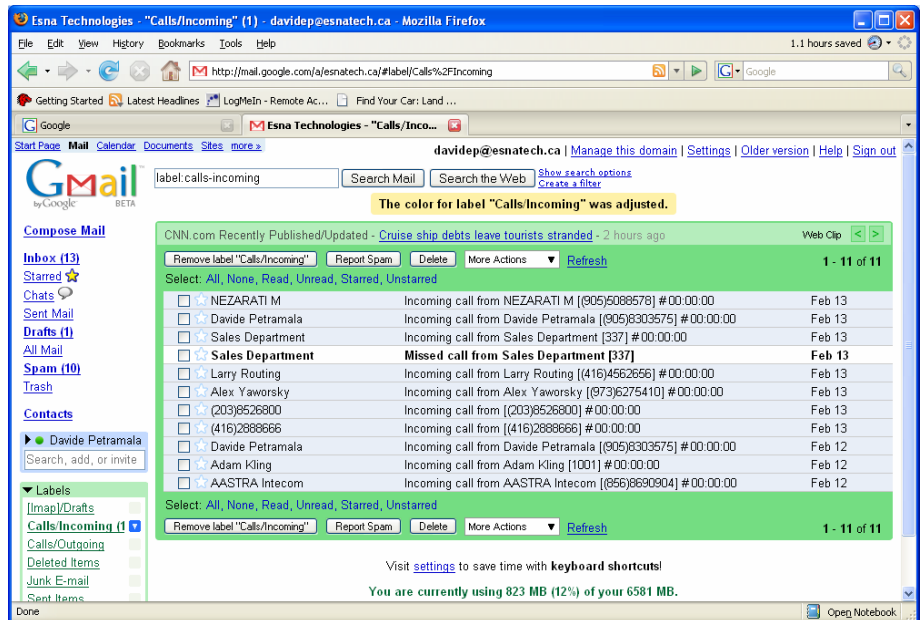 Esna Technologies - "Calls/Incoming" (1) - davidep@esnatech.ca - Mozilla Firefox
File Edit View History Bookmarks Tools Help
1.1 hours saved
http://mail.google.com/a/esnatech.ca/#label/Calls%2FIncoming
G Google
Getting Started Latest Headlines LogMeIn - Remote Ac... Find Your Car: Land ...
G Google
Esna Technologies - "Calls/Inco...
Start Page Mail Calendar Documents Sites more »
davidep@esnatech.ca | Manage this domain | Settings | Older version | Help | Sign out
GMail
by Google BETA
label:calls-incoming
Search Mail Search the Web
Show search options
Create a filter
The color for label "Calls/Incoming" was adjusted.
Compose Mail
Inbox (13)
Starred
Chats
Sent Mail
Drafts (1)
All Mail
Spam (10)
Trash
Contacts
Davide Petramala
Search, add, or invite
Labels
[Imap]/Drafts
Calls/Incoming (1
Calls/Outgoing
Deleted Items
Junk E-mail
Sent Items
CNN.com Recently Published/Updated - Cruise ship debts leave tourists stranded - 2 hours ago
Web Clip < >
Remove label "Calls/Incoming" Report Spam Delete More Actions Refresh
1 - 11 of 11
Select: All, None, Read, Unread, Starred, Unstarred
NEZARATI M Incoming call from NEZARATI M [(905)5088578] # 00:00:00 Feb 13
Davide Petramala Incoming call from Davide Petramala [(905)8303575] # 00:00:00 Feb 13
Sales Department Incoming call from Sales Department [337] # 00:00:00 Feb 13
Sales Department Missed call from Sales Department [337] Feb 13
Larry Routing Incoming call from Larry Routing [(416)4562656] # 00:00:00 Feb 13
Alex Yaworsky Incoming call from Alex Yaworsky [(973)6275410] # 00:00:00 Feb 13
(203)8526800 Incoming call from [(203)8526800] # 00:00:00 Feb 13
(416)2888666 Incoming call from [(416)2888666] # 00:00:00 Feb 13
Davide Petramala Incoming call from Davide Petramala [(905)8303575] # 00:00:00 Feb 12
Adam Kling Incoming call from Adam Kling [1001] # 00:00:00 Feb 12
AASTRA Intecom Incoming call from AASTRA Intecom [(856)8690904] # 00:00:00 Feb 12
Select: All, None, Read, Unread, Starred, Unstarred
Remove label "Calls/Incoming" Report Spam Delete More Actions Refresh
1 - 11 of 11
Visit settings to save time with keyboard shortcuts!
You are currently using 823 MB (12%) of your 6581 MB.
Done
Open Notebook